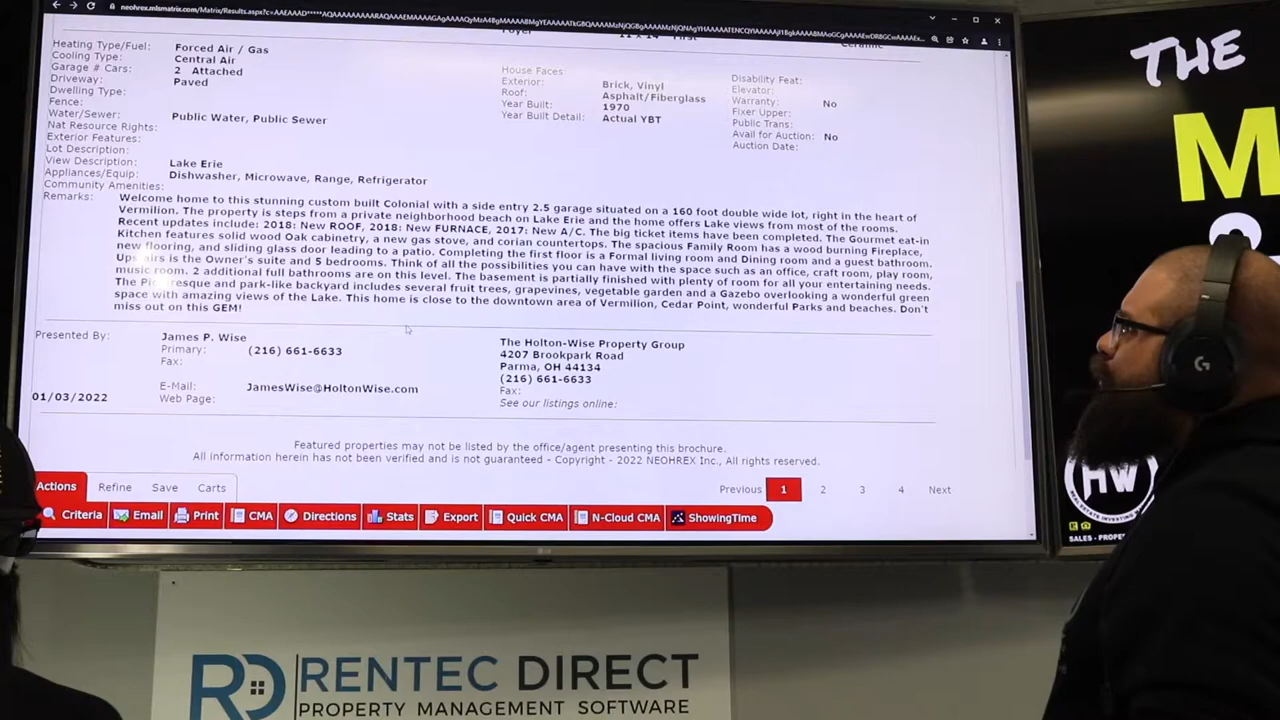 neohrex.mlsmatrix.com/Matrix/Results.aspx?c=
Heating Type/Fuel: Forced Air / Gas
Cooling Type: Central Air
Garage # Cars: 2 Attached
Driveway: Paved
Dwelling Type:
Fence:
Water/Sewer: Public Water, Public Sewer
Nat Resource Rights:
Exterior Features:
Lot Description:
View Description: Lake Erie
Appliances/Equip: Dishwasher, Microwave, Range, Refrigerator
Community Amenities:
House Faces:
Exterior: Brick, Vinyl
Roof: Asphalt/Fiberglass
Year Built: 1970
Year Built Detail: Actual YBT
Disability Feat:
Elevator:
Warranty: No
Fixer Upper:
Public Trans:
Avail for Auction: No
Auction Date:
Remarks: Welcome home to this stunning custom built Colonial with a side entry 2.5 garage situated on a 160 foot double wide lot, right in the heart of
Vermilion. The property is steps from a private neighborhood beach on Lake Erie and the home offers Lake views from most of the rooms.
Recent updates include: 2018: New ROOF, 2018: New FURNACE, 2017: New A/C. The big ticket items have been completed. The Gourmet eat-in
Kitchen features solid wood Oak cabinetry, a new gas stove, and corian countertops. The spacious Family Room has a wood burning Fireplace,
new flooring, and sliding glass door leading to a patio. Completing the first floor is a Formal living room and Dining room and a guest bathroom.
Upstairs is the Owner's suite and 5 bedrooms. Think of all the possibilities you can have with the space such as an office, craft room, play room,
music room. 2 additional full bathrooms are on this level. The basement is partially finished with plenty of room for all your entertaining needs.
The Picturesque and park-like backyard includes several fruit trees, grapevines, vegetable garden and a Gazebo overlooking a wonderful green
space with amazing views of the Lake. This home is close to the downtown area of Vermilion, Cedar Point, wonderful Parks and beaches. Don't
miss out on this GEM!
Presented By: James P. Wise
Primary: (216) 661-6633
Fax:
E-Mail: JamesWise@HoltonWise.com
Web Page:
01/03/2022
The Holton-Wise Property Group
4207 Brookpark Road
Parma, OH 44134
(216) 661-6633
Fax:
See our listings online:
Featured properties may not be listed by the office/agent presenting this brochure.
All information herein has not been verified and is not guaranteed - Copyright - 2022 NEOHREX Inc., All rights reserved.
Actions Refine Save Carts
Previous 1 2 3 4 Next
Criteria Email Print CMA Directions Stats Export Quick CMA N-Cloud CMA ShowingTime
THE
M
HW
RD RENTEC DIRECT
PROPERTY MANAGEMENT SOFTWARE